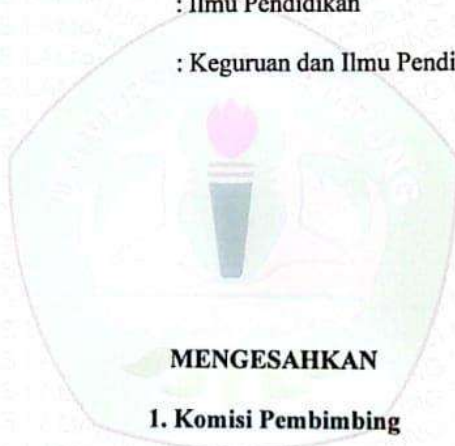 : Ilmu Pendidikan
: Keguruan dan Ilmu Pendi
MENGESAHKAN
1. Komisi Pembimbing